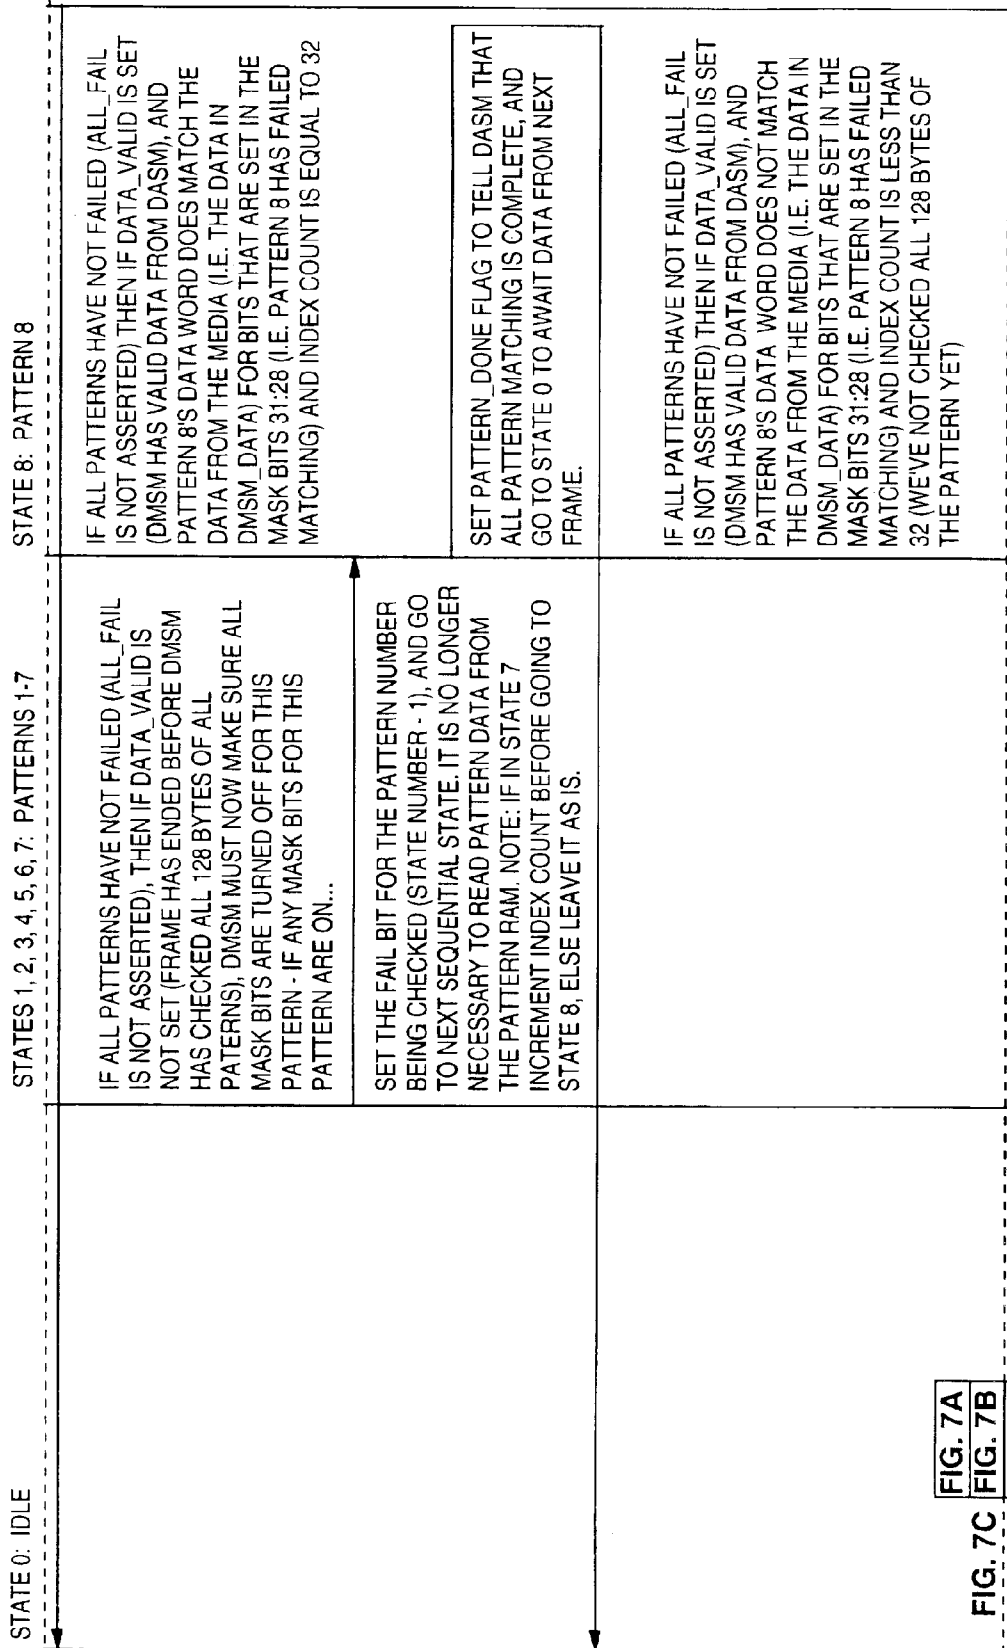 STATE 0: IDLE
STATES 1, 2, 3, 4, 5, 6, 7: PATTERNS 1-7
STATE 8: PATTERN 8
IF ALL PATTERNS HAVE NOT FAILED (ALL_FAIL
IS NOT ASSERTED), THEN IF DATA_VALID IS
NOT SET (FRAME HAS ENDED BEFORE DMSM
HAS CHECKED ALL 128 BYTES OF ALL
PATERNS), DMSM MUST NOW MAKE SURE ALL
MASK BITS ARE TURNED OFF FOR THIS
PATTERN - IF ANY MASK BITS FOR THIS
PATTERN ARE ON...
SET THE FAIL BIT FOR THE PATTERN NUMBER
BEING CHECKED (STATE NUMBER - 1), AND GO
TO NEXT SEQUENTIAL STATE. IT IS NO LONGER
NECESSARY TO READ PATTERN DATA FROM
THE PATTERN RAM. NOTE: IF IN STATE 7
INCREMENT INDEX COUNT BEFORE GOING TO
STATE 8, ELSE LEAVE IT AS IS.
IF ALL PATTERNS HAVE NOT FAILED (ALL_FAIL
IS NOT ASSERTED) THEN IF DATA_VALID IS SET
(DMSM HAS VALID DATA FROM DASM), AND
PATTERN 8'S DATA WORD DOES MATCH THE
DATA FROM THE MEDIA (I.E. THE DATA IN
DMSM_DATA) FOR BITS THAT ARE SET IN THE
MASK BITS 31:28 (I.E. PATTERN 8 HAS FAILED
MATCHING) AND INDEX COUNT IS EQUAL TO 32
SET PATTERN_DONE FLAG TO TELL DASM THAT
ALL PATTERN MATCHING IS COMPLETE, AND
GO TO STATE 0 TO AWAIT DATA FROM NEXT
FRAME.
IF ALL PATTERNS HAVE NOT FAILED (ALL_FAIL
IS NOT ASSERTED) THEN IF DATA_VALID IS SET
(DMSM HAS VALID DATA FROM DASM), AND
PATTERN 8'S DATA WORD DOES NOT MATCH
THE DATA FROM THE MEDIA (I.E. THE DATA IN
DMSM_DATA) FOR BITS THAT ARE SET IN THE
MASK BITS 31:28 (I.E. PATTERN 8 HAS FAILED
MATCHING) AND INDEX COUNT IS LESS THAN
32 (WE'VE NOT CHECKED ALL 128 BYTES OF
THE PATTERN YET)
FIG. 7C
FIG. 7A
FIG. 7B